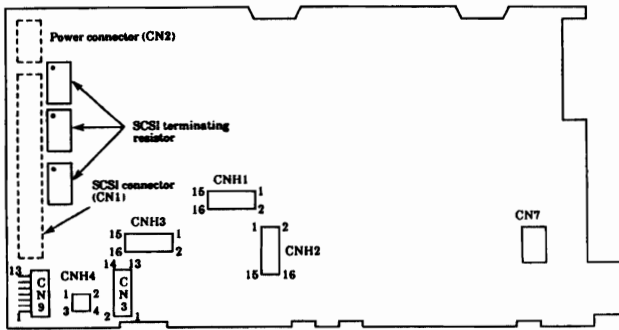 Power connector (CN2)
SCSI terminating
resistor
SCSI connector
(CN1)
CNH1
15 1
16 2
CNH3
15 1
16 2
1 2
CNH2
15 16
CN7
13
CN9
1
CNH4
1 2
3 4
14 13
CN3
2 1